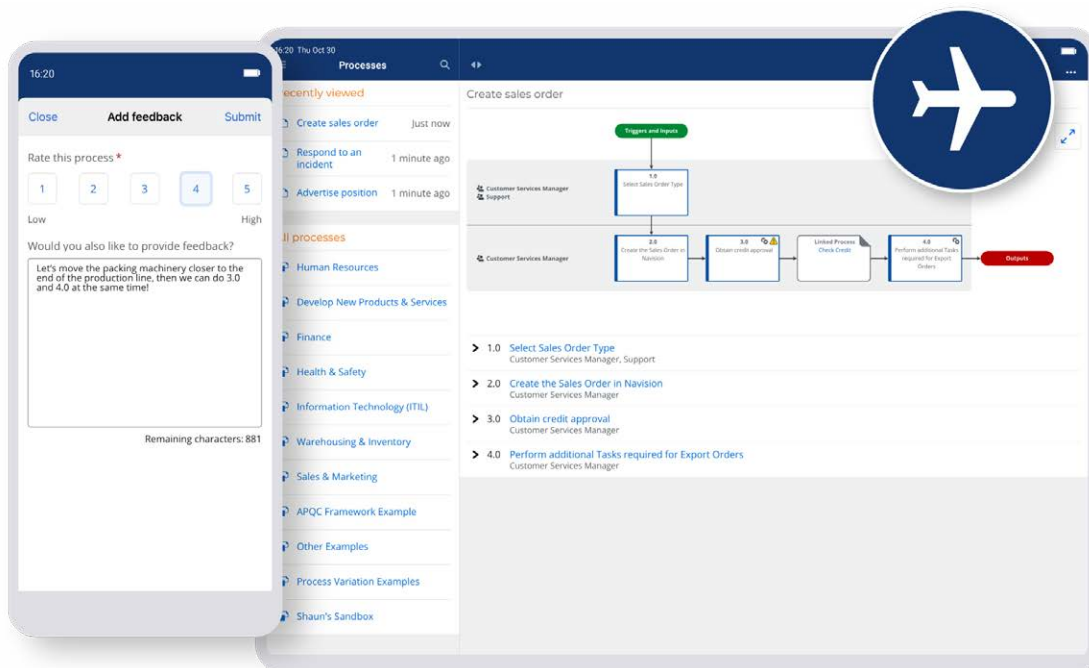 16:20
Close
Add feedback
Submit
Rate this process *
1
2
3
4
5
Low
High
Would you also like to provide feedback?
Let's move the packing machinery closer to the
end of the production line, then we can do 3.0
and 4.0 at the same time!
Remaining characters: 881
16:20 Thu Oct 30
Processes
ecently viewed
Create sales order
Just now
Respond to an
incident
1 minute ago
Advertise position
1 minute ago
ll processes
Human Resources
Develop New Products & Services
Finance
Health & Safety
Information Technology (ITIL)
Warehousing & Inventory
Sales & Marketing
APQC Framework Example
Other Examples
Process Variation Examples
Shaun's Sandbox
Create sales order
Triggers and Inputs
Customer Services Manager
Support
1.0
Select Sales Order Type
Customer Services Manager
2.0
Create the Sales Order in
Navision
3.0
Obtain credit approval
Linked Process
Check Credit
4.0
Perform additional Tasks
required for Export
Orders
Outputs
1.0 Select Sales Order Type
Customer Services Manager, Support
2.0 Create the Sales Order in Navision
Customer Services Manager
3.0 Obtain credit approval
Customer Services Manager
4.0 Perform additional Tasks required for Export Orders
Customer Services Manager